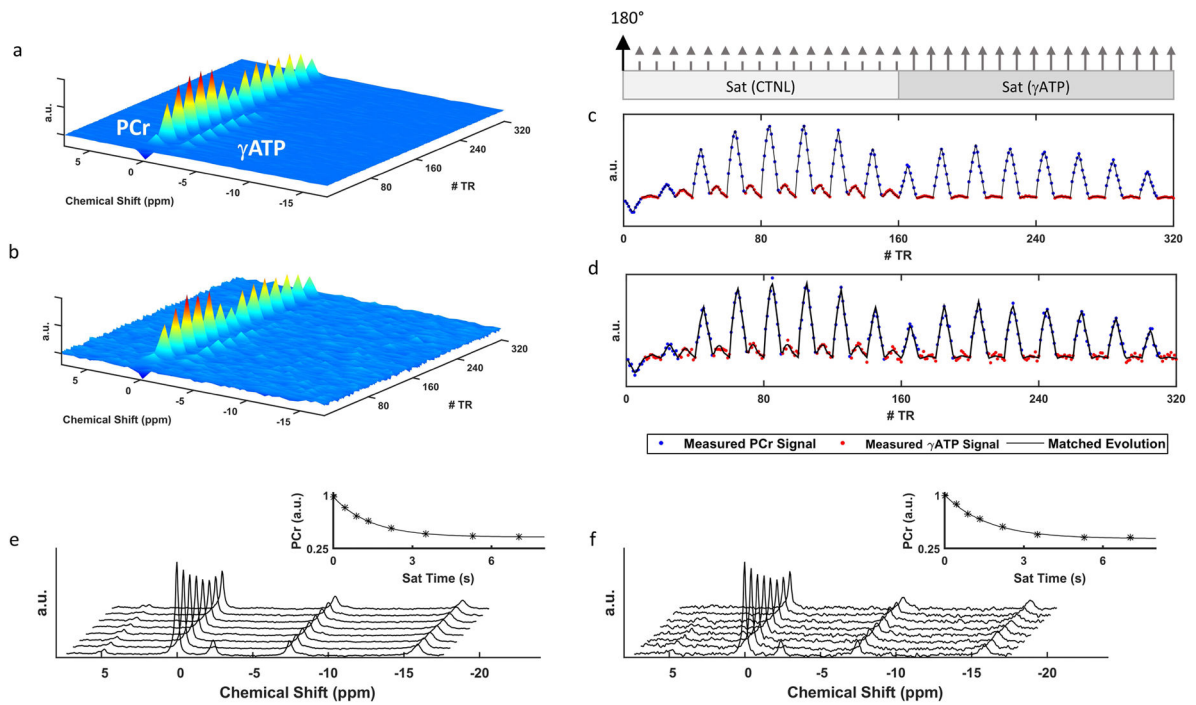 a
a.u.
PCr
γATP
5
0
-5
-10
-15
Chemical Shift (ppm)
80
160
240
320
# TR
b
a.u.
5
0
-5
-10
-15
Chemical Shift (ppm)
80
160
240
320
# TR
180°
Sat (CTNL)
Sat (γATP)
c
a.u.
0
80
160
240
320
# TR
d
a.u.
0
80
160
240
320
# TR
Measured PCr Signal
Measured γATP Signal
Matched Evolution
e
PCr (a.u.)
1
0.25
0
3
6
Sat Time (s)
a.u.
5
0
-5
-10
-15
-20
Chemical Shift (ppm)
f
PCr (a.u.)
1
0.25
0
3
6
Sat Time (s)
a.u.
5
0
-5
-10
-15
-20
Chemical Shift (ppm)